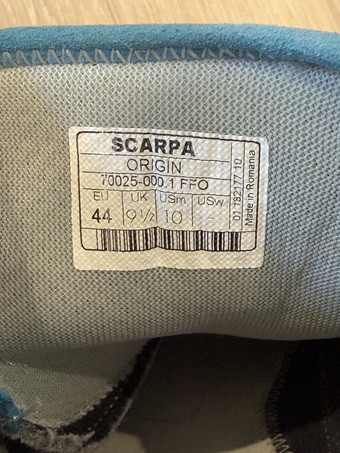 SCARPA
ORIGIN
70025-000.1 FFO
EU UK USm USw
44 9½ 10 -
01 782177 10
Made in Romania